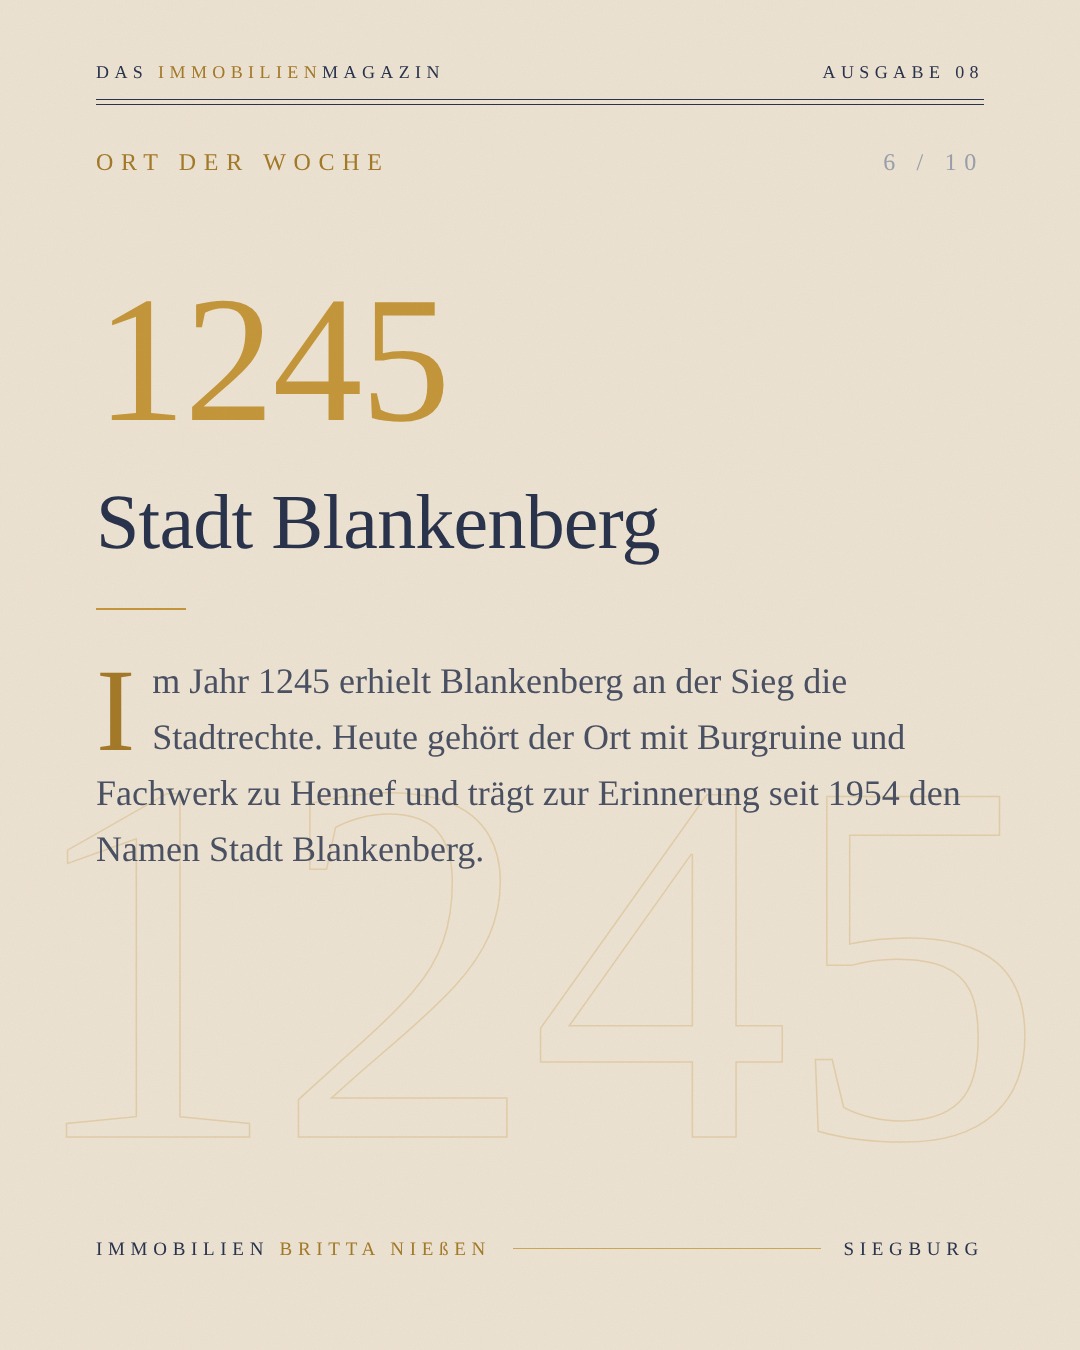 DAS IMMOBILIENMAGAZIN
AUSGABE 08
ORT DER WOCHE
6 / 10
1245
Stadt Blankenberg
Im Jahr 1245 erhielt Blankenberg an der Sieg die
Stadtrechte. Heute gehört der Ort mit Burgruine und
Fachwerk zu Hennef und trägt zur Erinnerung seit 1954 den
Namen Stadt Blankenberg.
1245
IMMOBILIEN BRITTA NIEßEN
SIEGBURG